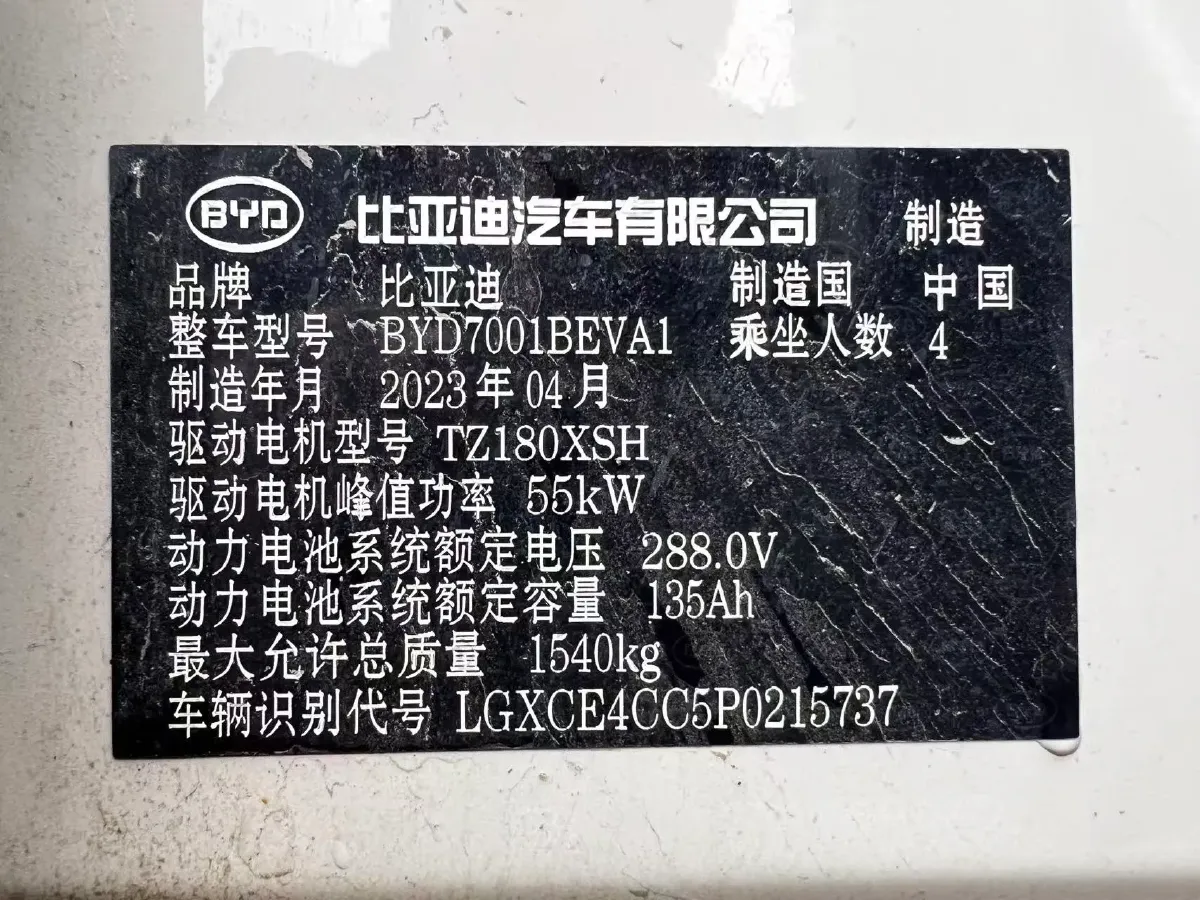 BYD 比亚迪汽车有限公司 制造
品牌 比亚迪 制造国 中国
整车型号 BYD7001BEVA1 乘坐人数 4
制造年月 2023年04月
驱动电机型号 TZ180XSH
驱动电机峰值功率 55kW
动力电池系统额定电压 288.0V
动力电池系统额定容量 135Ah
最大允许总质量 1540kg
车辆识别代号 LGXCE4CC5P0215737